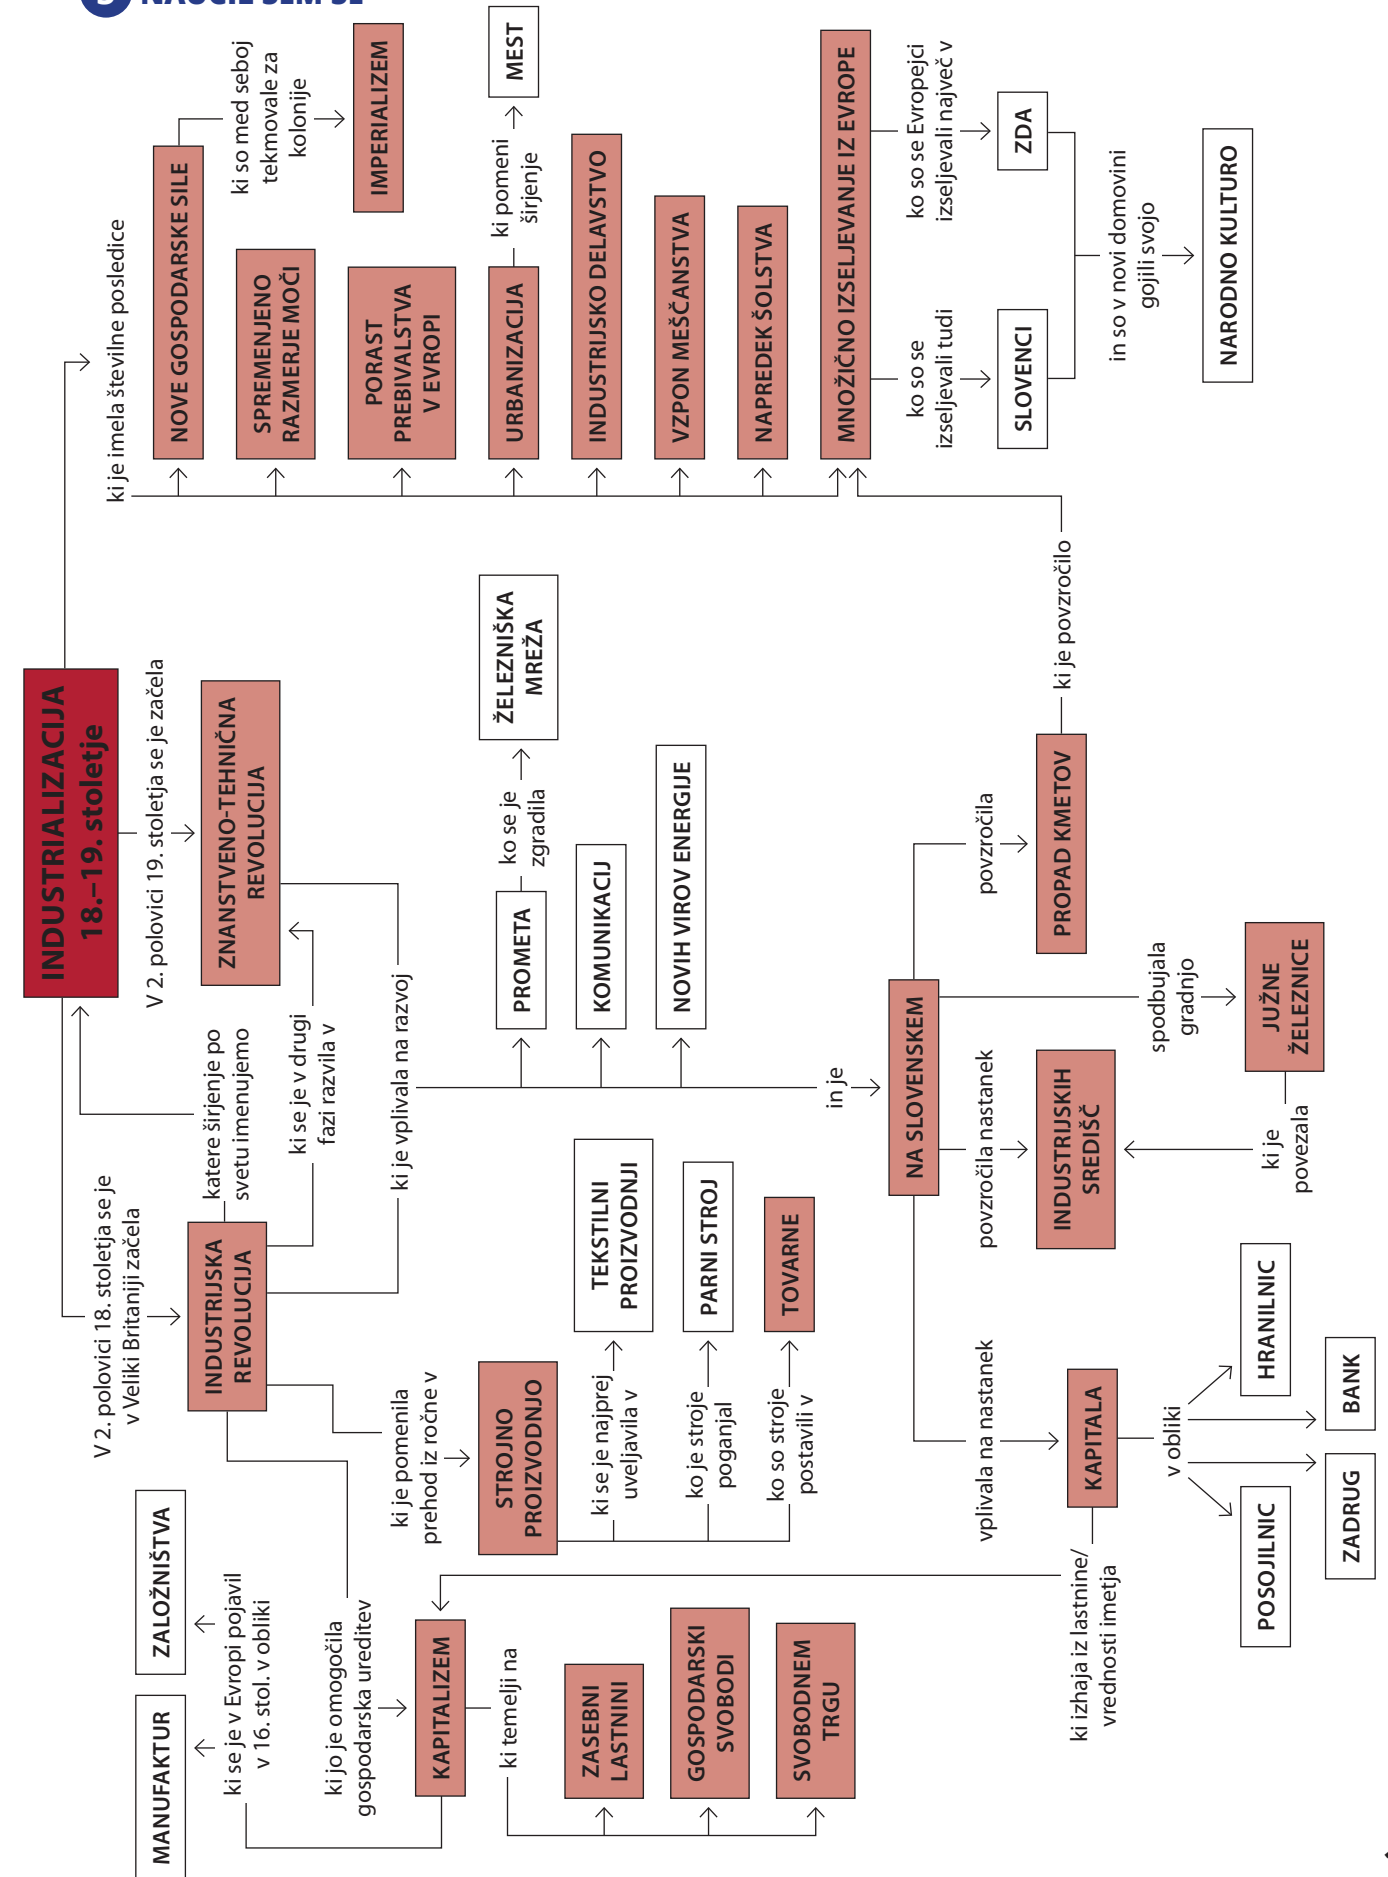 NAUČIL SEM SE
INDUSTRIALIZACIJA
18.–19. stoletje
V 2. polovici 18. stoletja se je
v Veliki Britaniji začela
INDUSTRIJSKA
REVOLUCIJA
katere širjenje po
svetu imenujemo
V 2. polovici 19. stoletja se je začela
ZNANSTVENO-TEHNIČNA
REVOLUCIJA
ki se je v drugi
fazi razvila v
ki je imela številne posledice
NOVE GOSPODARSKE SILE
ki so med seboj
tekmovale za
kolonije
IMPERIALIZEM
SPREMENJENO
RAZMERJE MOČI
PORAST
PREBIVALSTVA
V EVROPI
URBANIZACIJA
ki pomeni
širjenje
MEST
INDUSTRIJSKO DELAVSTVO
VZPON MEŠČANSTVA
NAPREDEK ŠOLSTVA
MNOŽIČNO IZSELJEVANJE IZ EVROPE
ko so se
izseljevali tudi
SLOVENCI
ko so se Evropejci
izseljevali največ v
ZDA
in so v novi domovini
gojili svojo
NARODNO KULTURO
ki je vplivala na razvoj
PROMETA
ko se je
zgradila
ŽELEZNIŠKA
MREŽA
KOMUNIKACIJ
NOVIH VIROV ENERGIJE
in je
NA SLOVENSKEM
povzročila
PROPAD KMETOV
ki je povzročilo
spodbujala
gradnjo
JUŽNE
ŽELEZNICE
ki je
povezala
povzročila nastanek
INDUSTRIJSKIH
SREDIŠČ
vplivala na nastanek
KAPITALA
v obliki
POSOJILNIC
ZADRUG
BANK
HRANILNIC
ki izhaja iz lastnine/
vrednosti imetja
ki je pomenila
prehod iz ročne v
STROJNO
PROIZVODNJO
ki se je najprej
uveljavila v
TEKSTILNI
PROIZVODNJI
ko je stroje
poganjal
PARNI STROJ
ko so stroje
postavili v
TOVARNE
ki jo je omogočila
gospodarska ureditev
KAPITALIZEM
ki se je v Evropi pojavil
v 16. stol. v obliki
MANUFAKTUR
ZALOŽNIŠTVA
ki temelji na
ZASEBNI
LASTNINI
GOSPODARSKI
SVOBODI
SVOBODNEM
TRGU